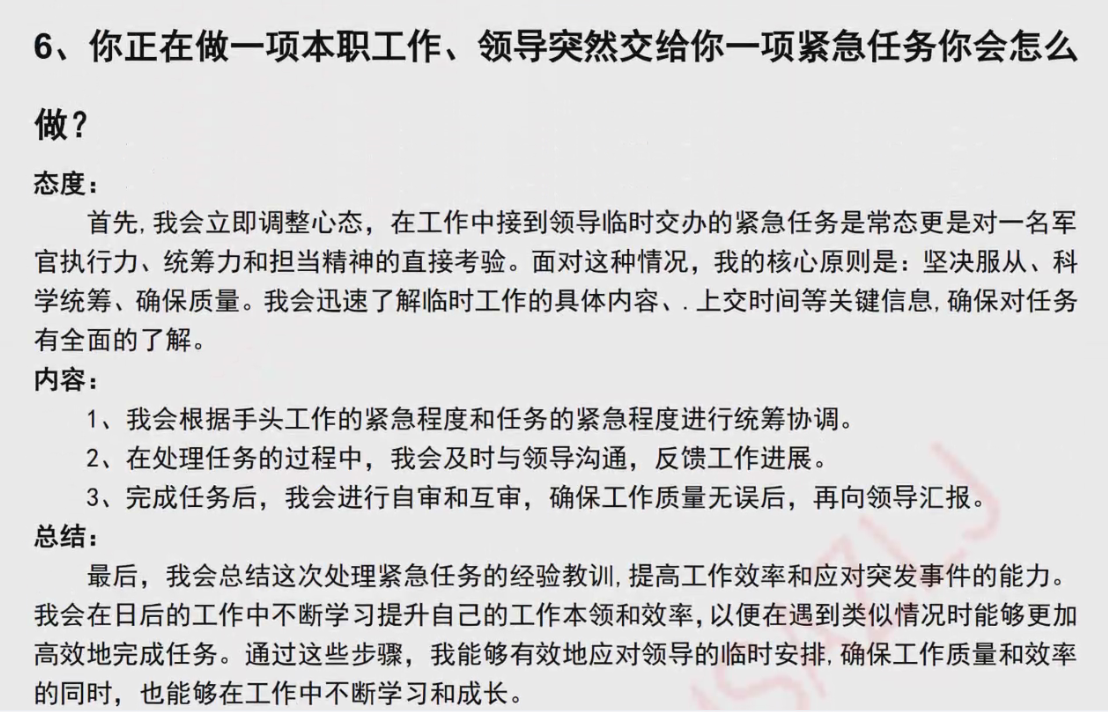 6、你正在做一项本职工作、领导突然交给你一项紧急任务你会怎么
做?
态度:
首先,我会立即调整心态，在工作中接到领导临时交办的紧急任务是常态更是对一名军
官执行力、统筹力和担当精神的直接考验。面对这种情况，我的核心原则是：坚决服从、科
学统筹、确保质量。我会迅速了解临时工作的具体内容、.上交时间等关键信息,确保对任务
有全面的了解。
内容:
1、我会根据手头工作的紧急程度和任务的紧急程度进行统筹协调。
2、在处理任务的过程中，我会及时与领导沟通，反馈工作进展。
3、完成任务后，我会进行自审和互审，确保工作质量无误后，再向领导汇报。
总结:
最后，我会总结这次处理紧急任务的经验教训,提高工作效率和应对突发事件的能力。
我会在日后的工作中不断学习提升自己的工作本领和效率,以便在遇到类似情况时能够更加
高效地完成任务。通过这些步骤，我能够有效地应对领导的临时安排,确保工作质量和效率
的同时，也能够在工作中不断学习和成长。